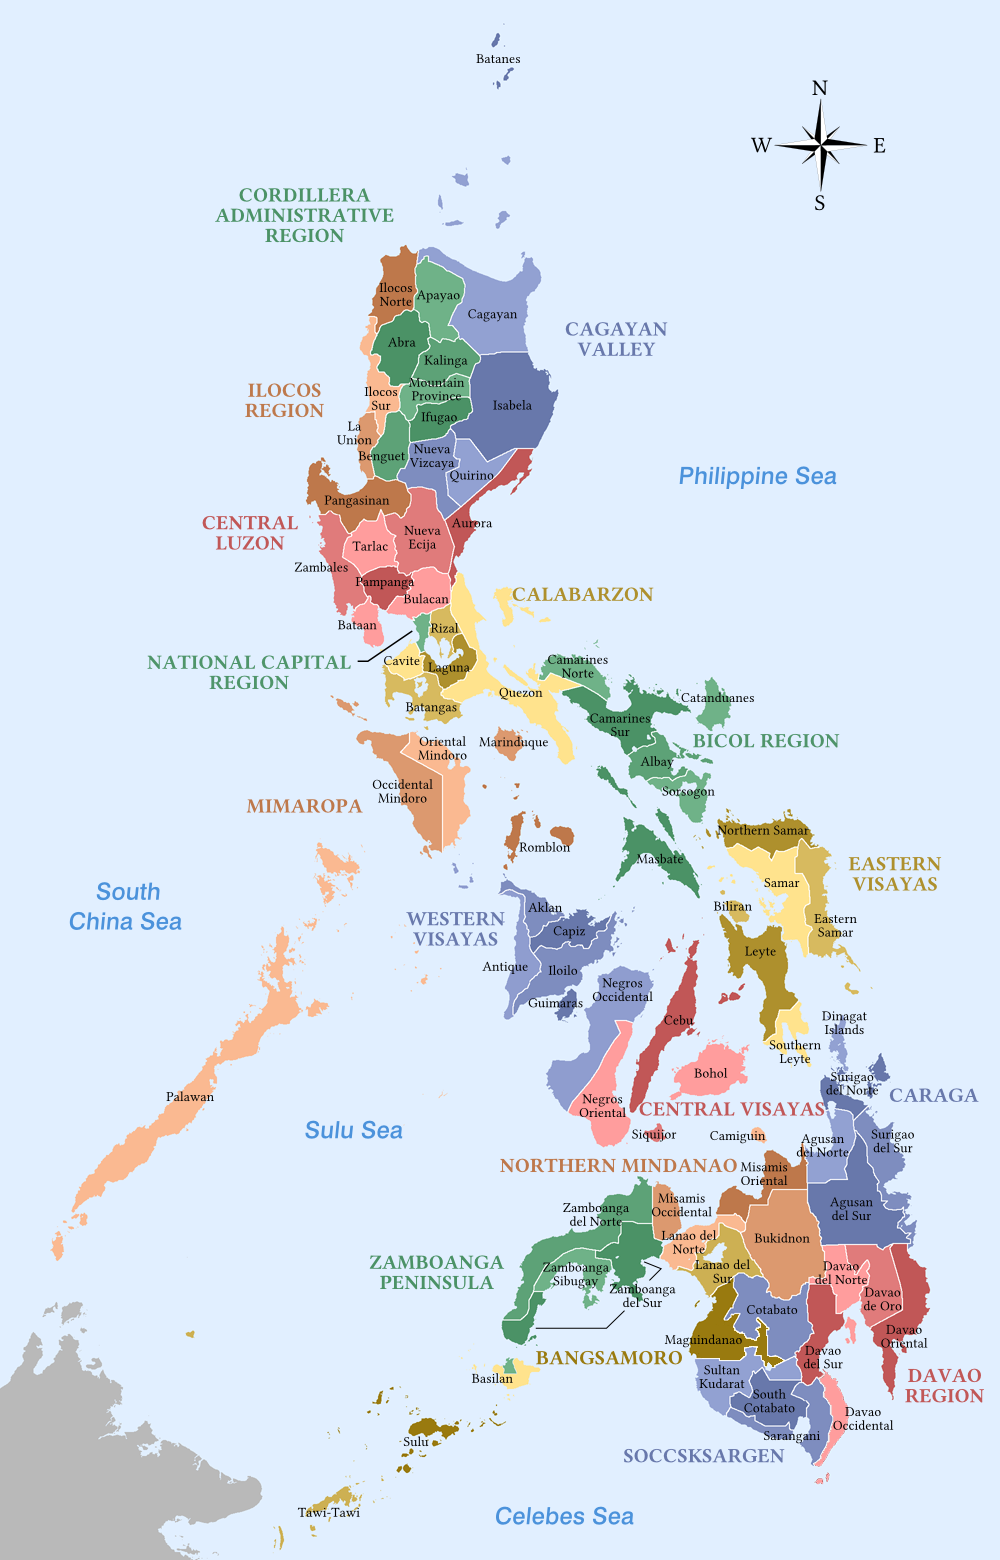 Batanes
N
W
E
S
CORDILLERA
ADMINISTRATIVE
REGION
Ilocos
Norte
Apayao
Cagayan
CAGAYAN
VALLEY
Abra
Kalinga
ILOCOS
REGION
Ilocos
Sur
Mountain
Province
Isabela
Ifugao
La
Union
Benguet
Nueva
Vizcaya
Quirino
Philippine Sea
Pangasinan
CENTRAL
LUZON
Aurora
Nueva
Ecija
Tarlac
Zambales
Pampanga
Bulacan
CALABARZON
Bataan
Rizal
NATIONAL CAPITAL
REGION
Cavite
Laguna
Camarines
Norte
Quezon
Catanduanes
Batangas
Camarines
Sur
BICOL REGION
Oriental
Mindoro
Marinduque
Albay
Occidental
Mindoro
Sorsogon
MIMAROPA
Northern Samar
Romblon
Masbate
EASTERN
VISAYAS
Samar
South
China Sea
WESTERN
VISAYAS
Aklan
Biliran
Eastern
Samar
Capiz
Leyte
Antique
Iloilo
Negros
Occidental
Guimaras
Cebu
Dinagat
Islands
Southern
Leyte
Bohol
Surigao
del Norte
CARAGA
Palawan
Negros
Oriental
CENTRAL VISAYAS
Sulu Sea
Siquijor
Camiguin
Agusan
del Norte
Surigao
del Sur
NORTHERN MINDANAO
Misamis
Oriental
Misamis
Occidental
Zamboanga
del Norte
Agusan
del Sur
Lanao del
Norte
Bukidnon
ZAMBOANGA
PENINSULA
Zamboanga
Sibugay
Lanao del
Sur
Davao
del Norte
Zamboanga
del Sur
Davao
de Oro
Cotabato
Maguindanao
Davao
Oriental
BANGSAMORO
Davao
del Sur
Basilan
Sultan
Kudarat
DAVAO
REGION
South
Cotabato
Davao
Occidental
Sulu
Sarangani
SOCCSKSARGEN
Tawi-Tawi
Celebes Sea